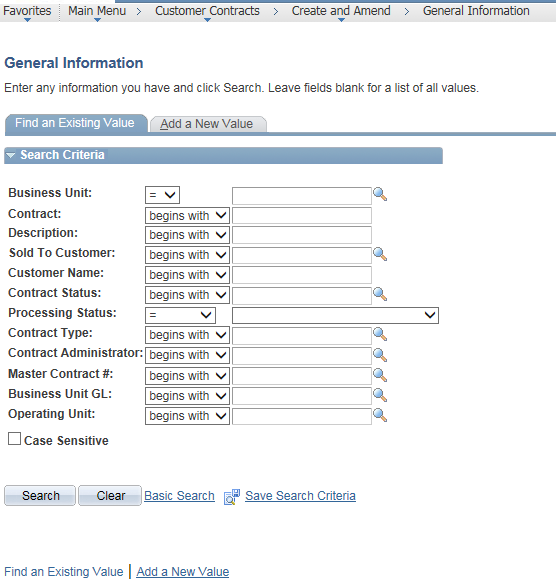 Favorites Main Menu > Customer Contracts > Create and Amend > General Information
General Information
Enter any information you have and click Search. Leave fields blank for a list of all values.
Find an Existing Value Add a New Value
Search Criteria
Business Unit: =
Contract: begins with
Description: begins with
Sold To Customer: begins with
Customer Name: begins with
Contract Status: begins with
Processing Status: =
Contract Type: begins with
Contract Administrator: begins with
Master Contract #: begins with
Business Unit GL: begins with
Operating Unit: begins with
Case Sensitive
Search Clear Basic Search Save Search Criteria
Find an Existing Value | Add a New Value